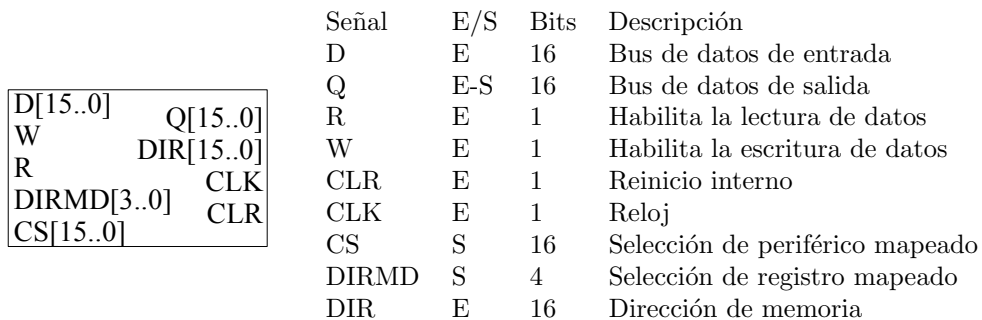 D[15..0]
W
R
DIRMD[3..0]
CS[15..0]
Q[15..0]
DIR[15..0]
CLK
CLR
Señal E/S Bits Descripción
D E 16 Bus de datos de entrada
Q E-S 16 Bus de datos de salida
R E 1 Habilita la lectura de datos
W E 1 Habilita la escritura de datos
CLR E 1 Reinicio interno
CLK E 1 Reloj
CS S 16 Selección de periférico mapeado
DIRMD S 4 Selección de registro mapeado
DIR E 16 Dirección de memoria